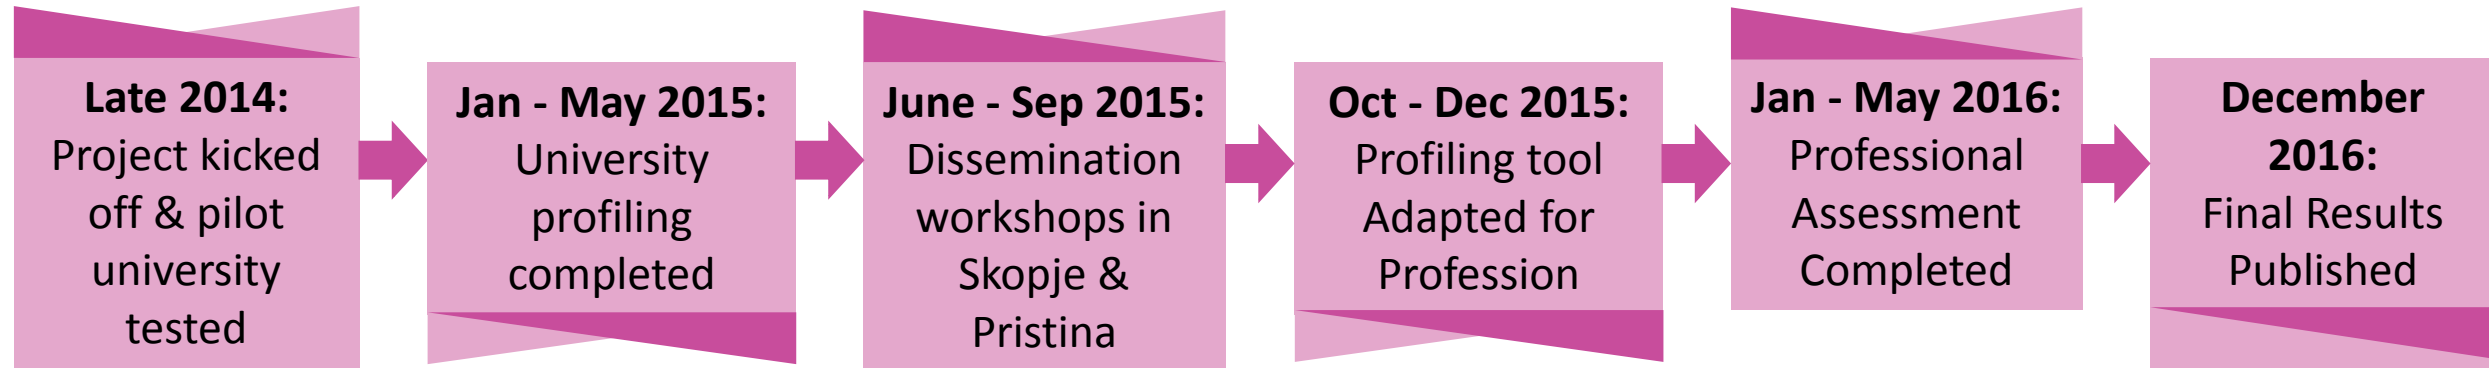 Late 2014:
Project kicked
off & pilot
university
tested
Jan - May 2015:
University
profiling
completed
June - Sep 2015:
Dissemination
workshops in
Skopje &
Pristina
Oct - Dec 2015:
Profiling tool
Adapted for
Profession
Jan - May 2016:
Professional
Assessment
Completed
December
2016:
Final Results
Published